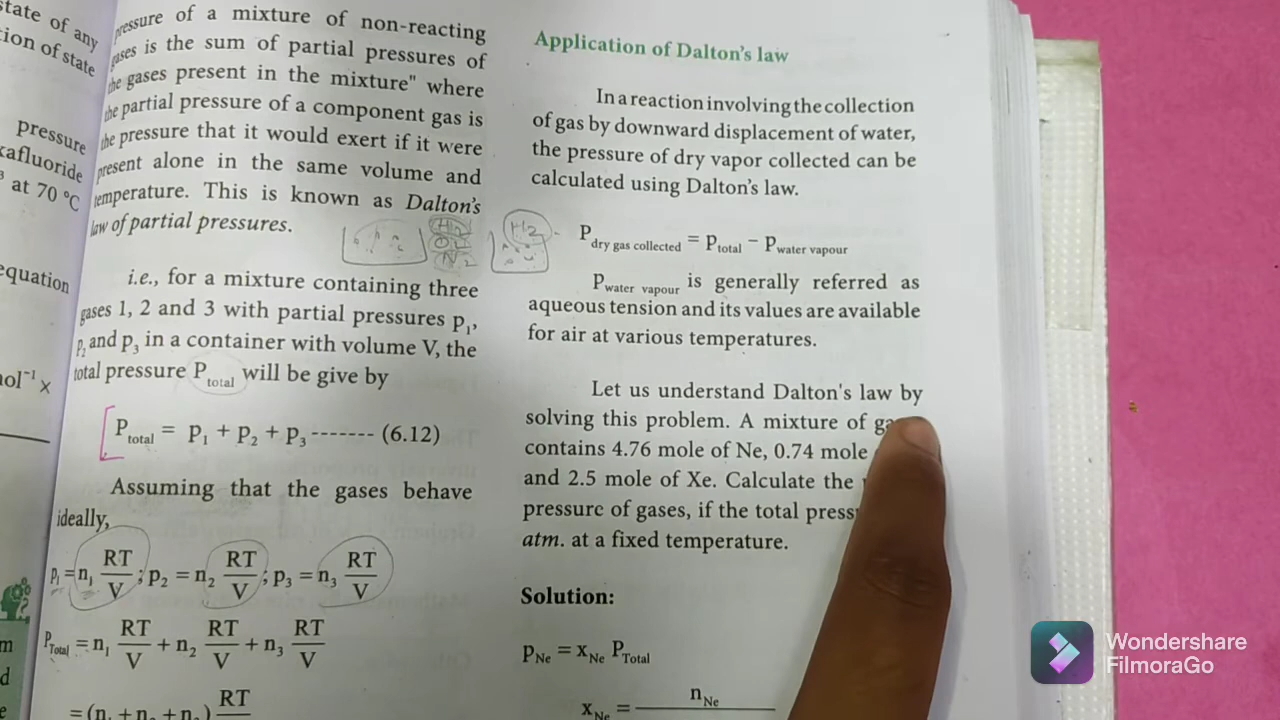 state of any
tion of state
pressure
xafluoride
at 70 °C
equation
mol⁻¹ ×
pressure of a mixture of non-reacting
gases is the sum of partial pressures of
the gases present in the mixture" where
the partial pressure of a component gas is
the pressure that it would exert if it were
present alone in the same volume and
temperature. This is known as Dalton's
law of partial pressures.
H2
O2
N2
H2
i.e., for a mixture containing three
gases 1, 2 and 3 with partial pressures p₁,
p₂ and p₃ in a container with volume V, the
total pressure P_total will be give by
P_total = p₁ + p₂ + p₃ ------- (6.12)
Assuming that the gases behave
ideally,
p₁ = n₁ RT/V ; p₂ = n₂ RT/V ; p₃ = n₃ RT/V
P_Total = n₁ RT/V + n₂ RT/V + n₃ RT/V
= (n₁ + n₂ + n₃) RT
Application of Dalton's law
In a reaction involving the collection
of gas by downward displacement of water,
the pressure of dry vapor collected can be
calculated using Dalton's law.
P_dry gas collected = P_total − P_water vapour
P_water vapour is generally referred as
aqueous tension and its values are available
for air at various temperatures.
Let us understand Dalton's law by
solving this problem. A mixture of
contains 4.76 mole of Ne, 0.74 mole
and 2.5 mole of Xe. Calculate the
pressure of gases, if the total
atm. at a fixed temperature.
Solution:
p_Ne = x_Ne P_Total
x_Ne = n_Ne
Wondershare
FilmoraGo